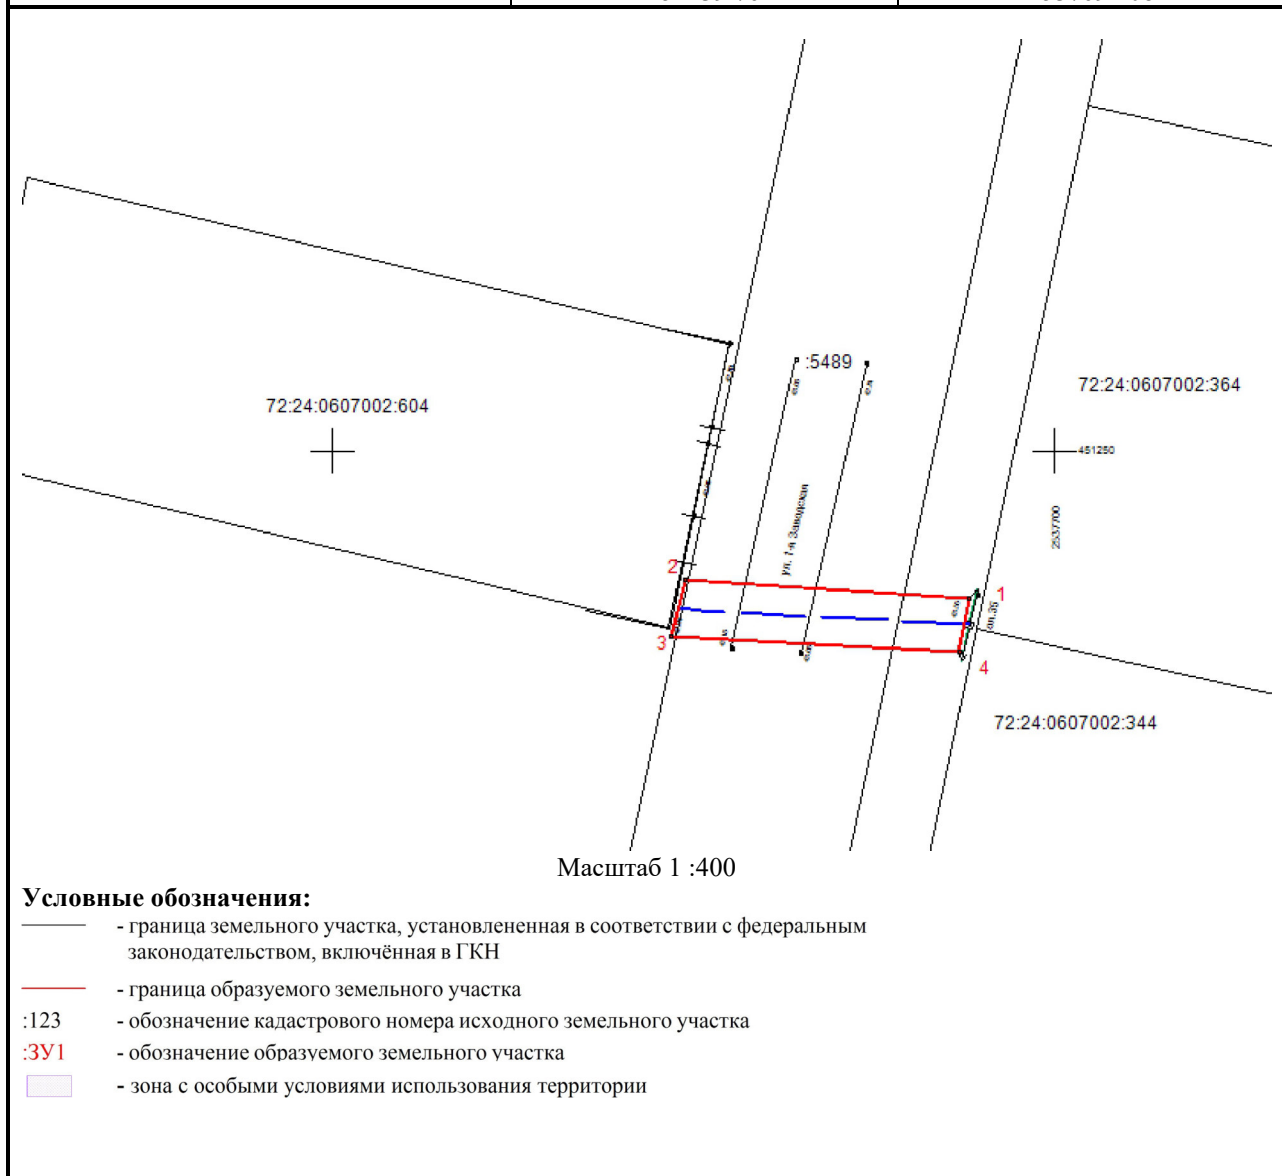 :5489
72:24:0607002:364
72:24:0607002:604
451250
ул. 1-я Заводская
2537700
2
1
3
4
72:24:0607002:344
Масштаб 1 :400
Условные обозначения:
- граница земельного участка, установлененная в соответствии с федеральным
законодательством, включённая в ГКН
- граница образуемого земельного участка
:123 - обозначение кадастрового номера исходного земельного участка
:ЗУ1 - обозначение образуемого земельного участка
- зона с особыми условиями использования территории